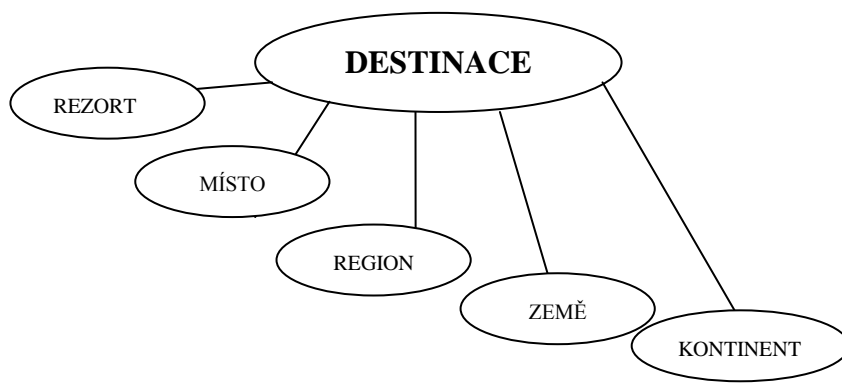 DESTINACE
REZORT
MÍSTO
REGION
ZEMĚ
KONTINENT